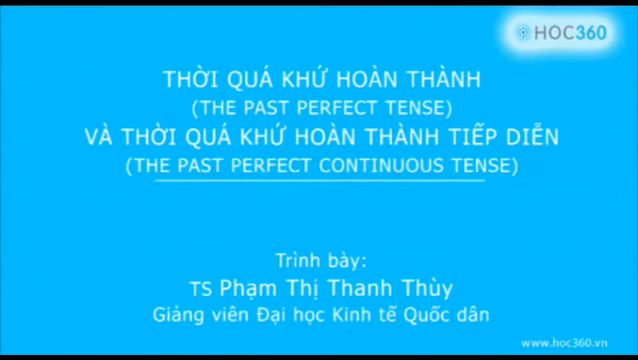 HOC360
THỜI QUÁ KHỨ HOÀN THÀNH
(THE PAST PERFECT TENSE)
VÀ THỜI QUÁ KHỨ HOÀN THÀNH TIẾP DIỄN
(THE PAST PERFECT CONTINUOUS TENSE)
Trình bày:
TS Phạm Thị Thanh Thùy
Giảng viên Đại học Kinh tế Quốc dân
www.hoc360.vn